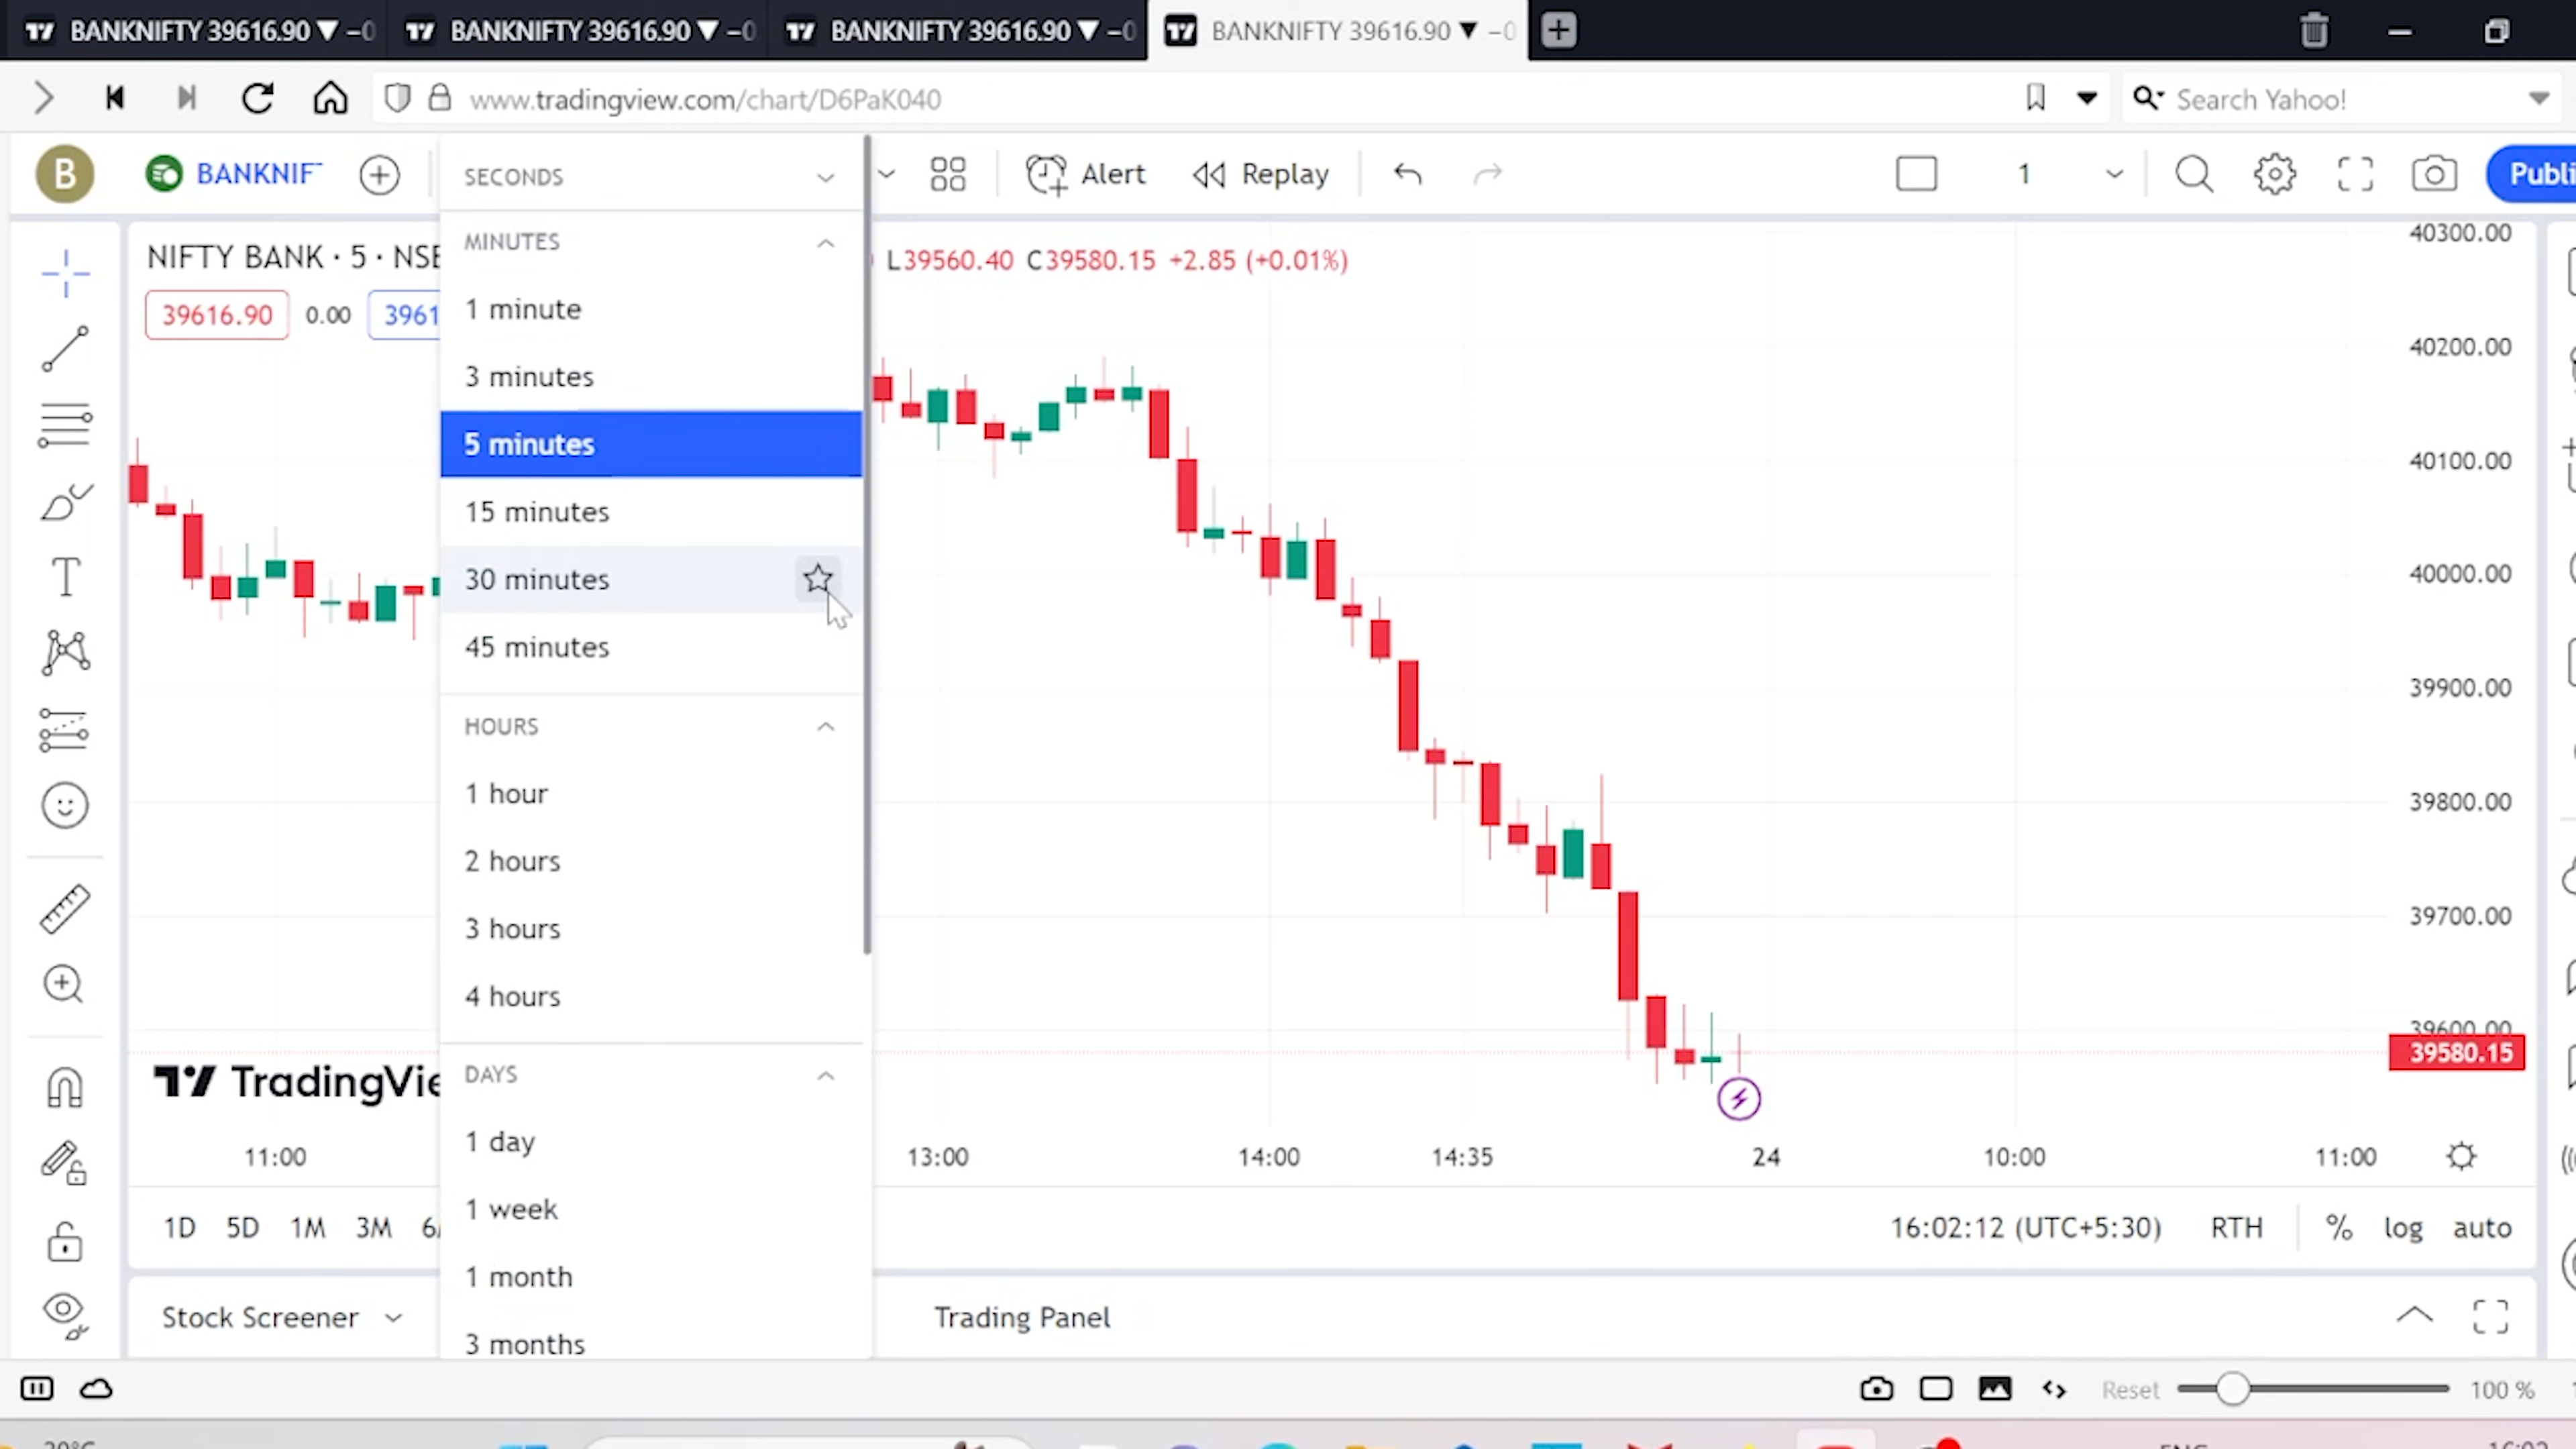 BANKNIFTY 39616.90 ▼ −0
BANKNIFTY 39616.90 ▼ −0
BANKNIFTY 39616.90 ▼ −0
BANKNIFTY 39616.90 ▼ −0
www.tradingview.com/chart/D6PaK040
Search Yahoo!
B
BANKNIF
Alert
Replay
1
Publi
NIFTY BANK · 5 · NSE
L39560.40 C39580.15 +2.85 (+0.01%)
39616.90
0.00
3961
SECONDS
MINUTES
1 minute
3 minutes
5 minutes
15 minutes
30 minutes
45 minutes
HOURS
1 hour
2 hours
3 hours
4 hours
DAYS
1 day
1 week
1 month
3 months
40300.00
40200.00
40100.00
40000.00
39900.00
39800.00
39700.00
39600.00
39580.15
TradingVie
11:00
13:00
14:00
14:35
24
10:00
11:00
1D 5D 1M 3M 6
16:02:12 (UTC+5:30)
RTH
%
log
auto
Stock Screener
Trading Panel
Reset
100 %